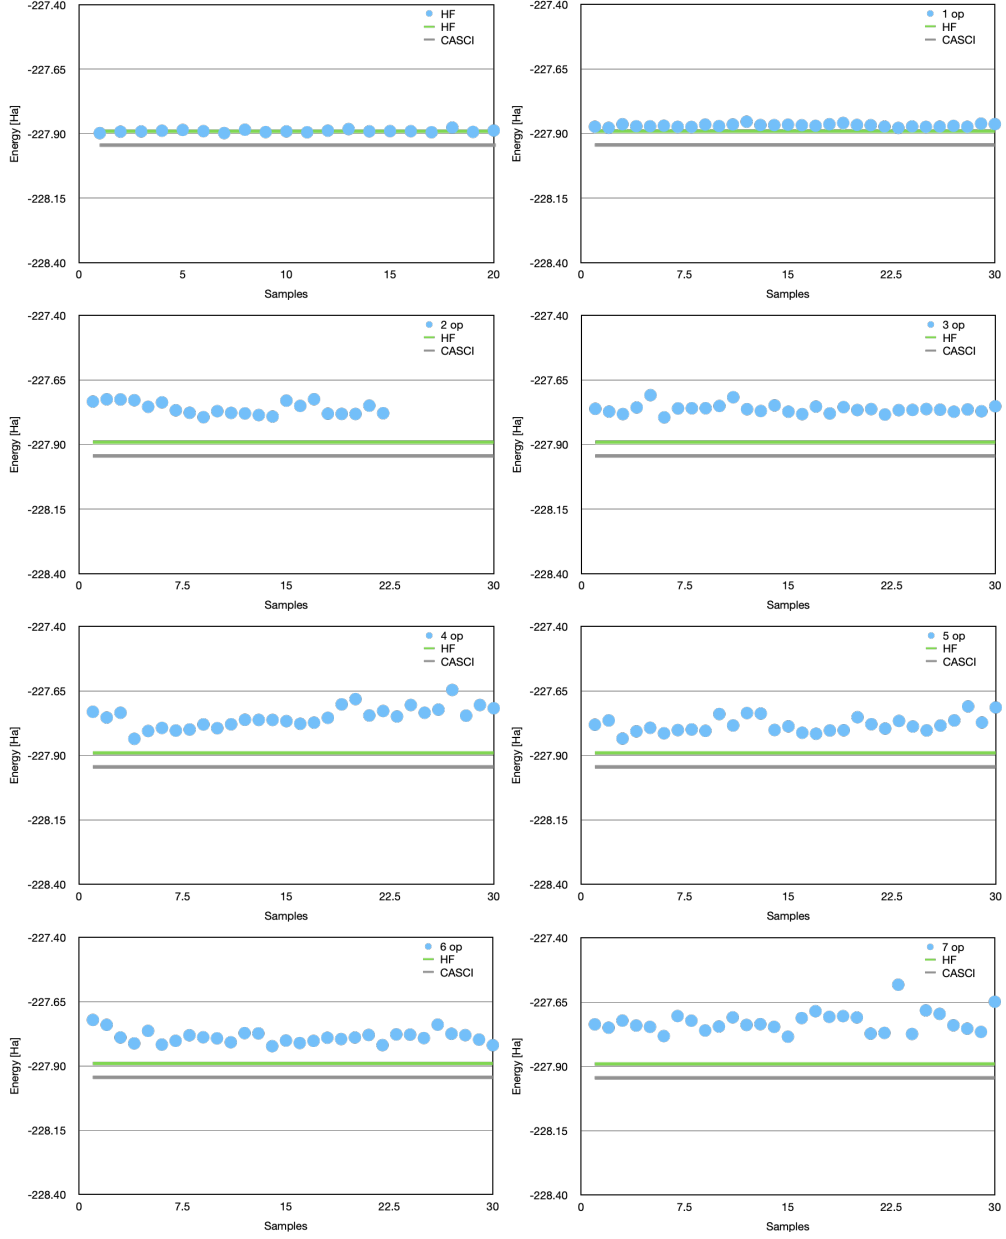 -227.40
-227.65
-227.90
-228.15
-228.40
Energy [Ha]
0
5
10
15
20
Samples
HF
HF
CASCI
-227.40
-227.65
-227.90
-228.15
-228.40
Energy [Ha]
0
7.5
15
22.5
30
Samples
1 op
HF
CASCI
-227.40
-227.65
-227.90
-228.15
-228.40
Energy [Ha]
0
7.5
15
22.5
30
Samples
2 op
HF
CASCI
-227.40
-227.65
-227.90
-228.15
-228.40
Energy [Ha]
0
7.5
15
22.5
30
Samples
3 op
HF
CASCI
-227.40
-227.65
-227.90
-228.15
-228.40
Energy [Ha]
0
7.5
15
22.5
30
Samples
4 op
HF
CASCI
-227.40
-227.65
-227.90
-228.15
-228.40
Energy [Ha]
0
7.5
15
22.5
30
Samples
5 op
HF
CASCI
-227.40
-227.65
-227.90
-228.15
-228.40
Energy [Ha]
0
7.5
15
22.5
30
Samples
6 op
HF
CASCI
-227.40
-227.65
-227.90
-228.15
-228.40
Energy [Ha]
0
7.5
15
22.5
30
Samples
7 op
HF
CASCI